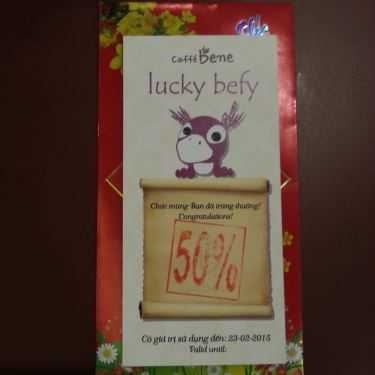 Caffé Bene
lucky befy
Chúc mừng Bạn đã trúng thưởng!
Congratulations!
50%
Có giá trị sử dụng đến: 23-02-2015
Valid until: